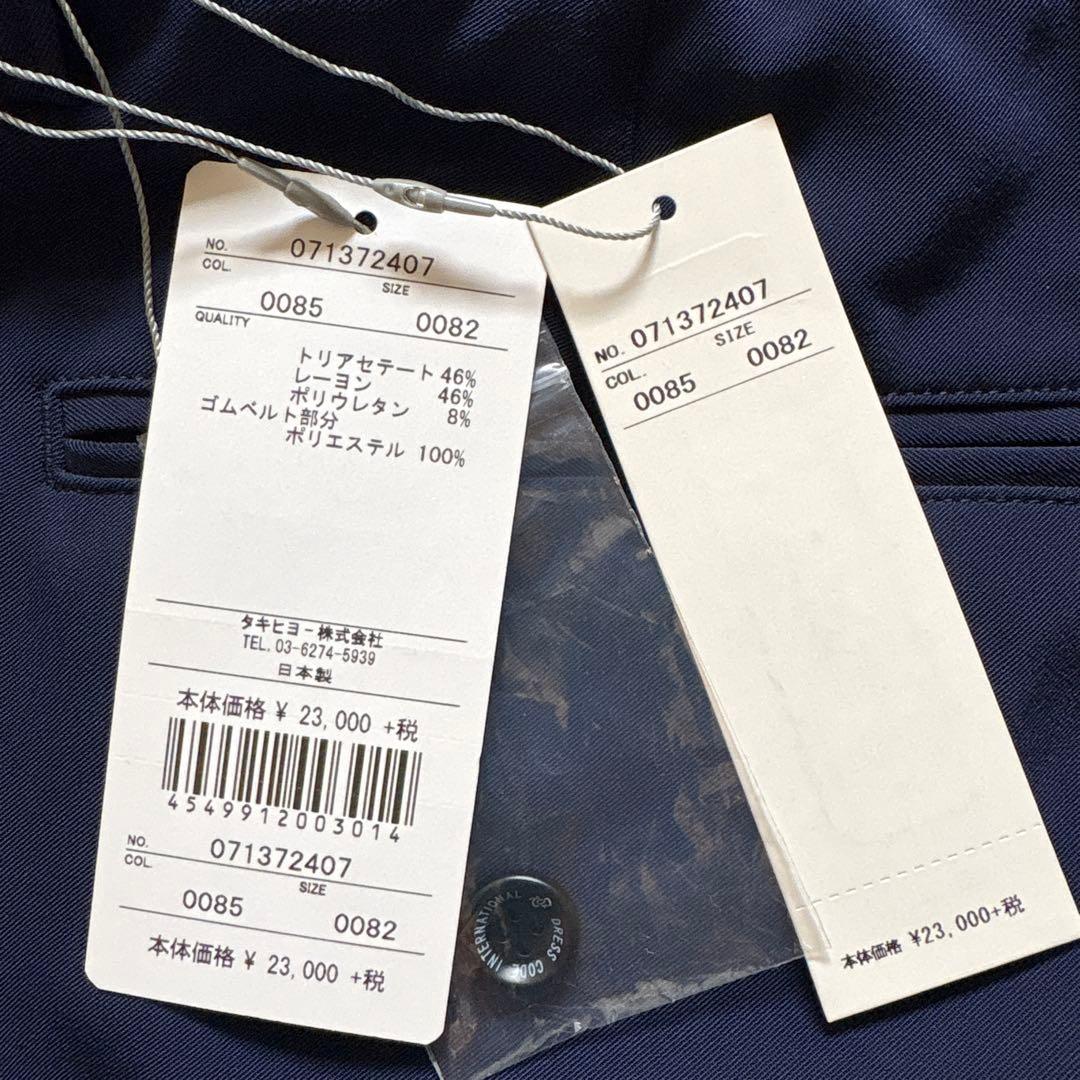 NO. 071372407
COL. SIZE
0085 0082
QUALITY
トリアセテート 46%
レーヨン 46%
ポリウレタン 8%
ゴムベルト部分
ポリエステル 100%
タキヒヨー株式会社
TEL.03-6274-5939
日本製
本体価格 ¥ 23,000 +税
4549912003014
NO. 071372407
COL. SIZE
0085 0082
本体価格 ¥ 23,000 +税
NO. 071372407
COL. SIZE
0085 0082
本体価格 ¥23,000+税
DRESS CODE INTERNATIONAL